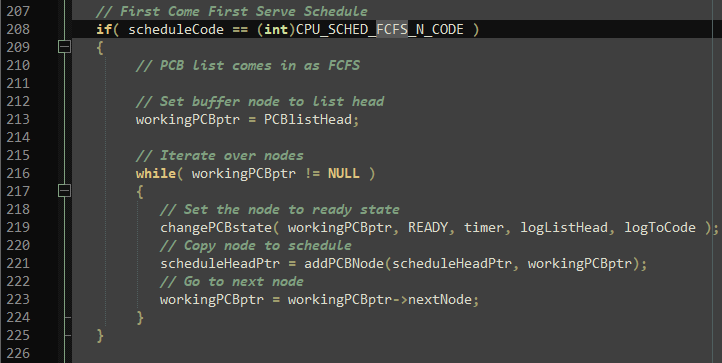 207 // First Come First Serve Schedule
208 if( scheduleCode == (int)CPU_SCHED_FCFS_N_CODE )
209 {
210 // PCB list comes in as FCFS
211
212 // Set buffer node to list head
213 workingPCBptr = PCBlistHead;
214
215 // Iterate over nodes
216 while( workingPCBptr != NULL )
217 {
218 // Set the node to ready state
219 changePCBstate( workingPCBptr, READY, timer, logListHead, logToCode );
220 // Copy node to schedule
221 scheduleHeadPtr = addPCBNode(scheduleHeadPtr, workingPCBptr);
222 // Go to next node
223 workingPCBptr = workingPCBptr->nextNode;
224 }
225 }
226